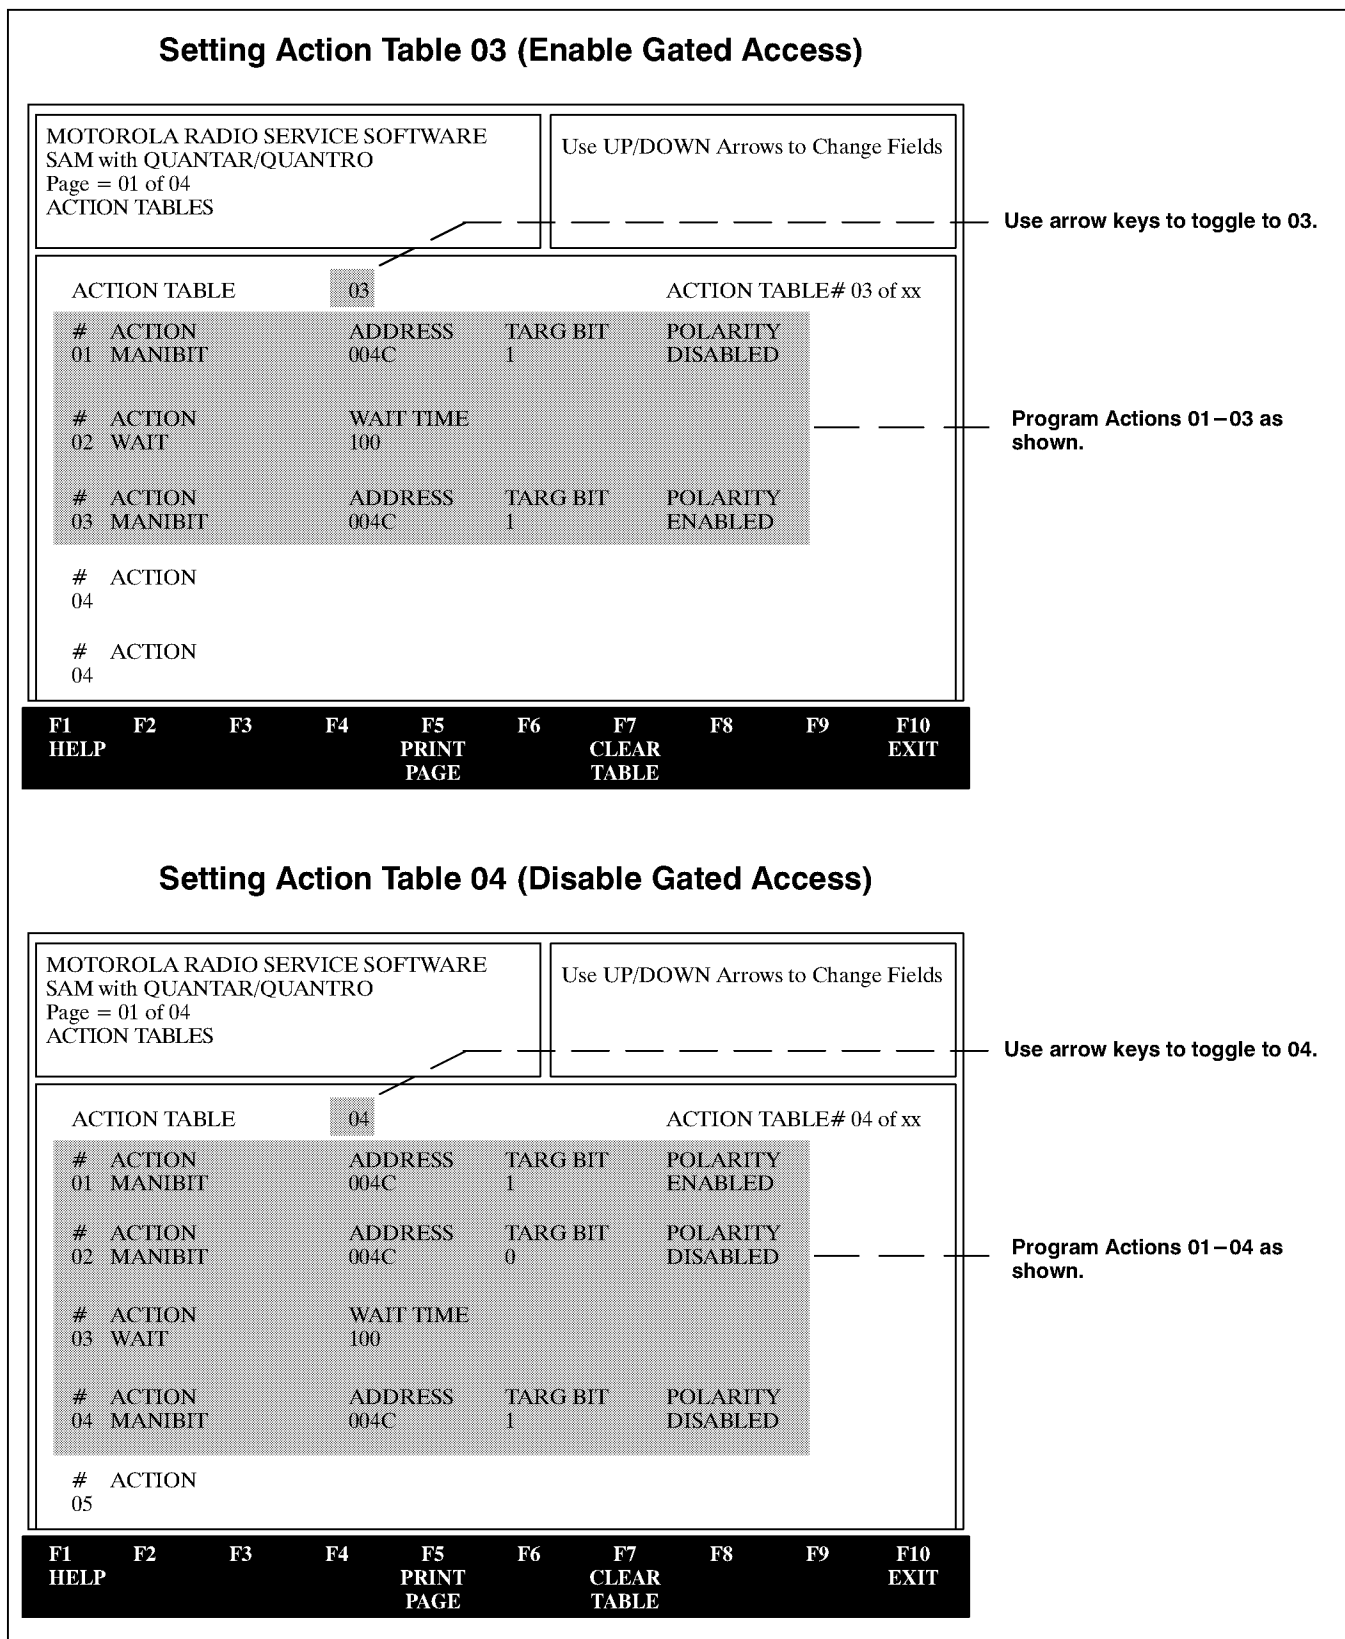 Setting Action Table 03 (Enable Gated Access)
MOTOROLA RADIO SERVICE SOFTWARE
SAM with QUANTAR/QUANTRO
Page = 01 of 04
ACTION TABLES
Use UP/DOWN Arrows to Change Fields
Use arrow keys to toggle to 03.
ACTION TABLE 03 ACTION TABLE# 03 of xx
# ACTION ADDRESS TARG BIT POLARITY
01 MANIBIT 004C 1 DISABLED
# ACTION WAIT TIME
02 WAIT 100
Program Actions 01–03 as
shown.
# ACTION ADDRESS TARG BIT POLARITY
03 MANIBIT 004C 1 ENABLED
# ACTION
04
# ACTION
04
F1 F2 F3 F4 F5 F6 F7 F8 F9 F10
HELP PRINT CLEAR EXIT
PAGE TABLE
Setting Action Table 04 (Disable Gated Access)
MOTOROLA RADIO SERVICE SOFTWARE
SAM with QUANTAR/QUANTRO
Page = 01 of 04
ACTION TABLES
Use UP/DOWN Arrows to Change Fields
Use arrow keys to toggle to 04.
ACTION TABLE 04 ACTION TABLE# 04 of xx
# ACTION ADDRESS TARG BIT POLARITY
01 MANIBIT 004C 1 ENABLED
# ACTION ADDRESS TARG BIT POLARITY
02 MANIBIT 004C 0 DISABLED
Program Actions 01–04 as
shown.
# ACTION WAIT TIME
03 WAIT 100
# ACTION ADDRESS TARG BIT POLARITY
04 MANIBIT 004C 1 DISABLED
# ACTION
05
F1 F2 F3 F4 F5 F6 F7 F8 F9 F10
HELP PRINT CLEAR EXIT
PAGE TABLE